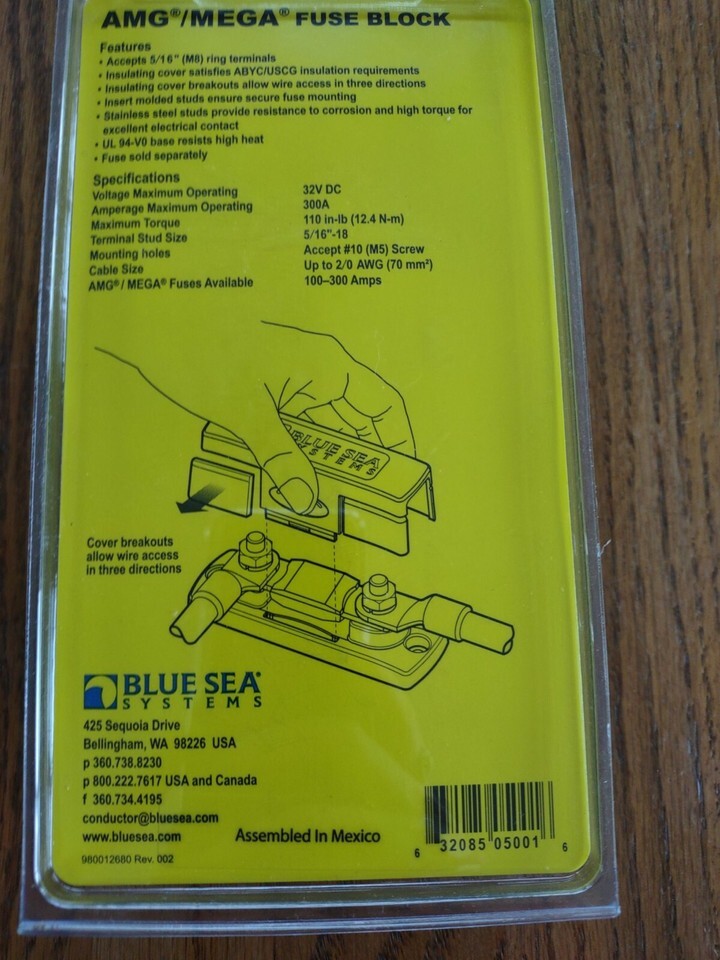 AMG®/MEGA® FUSE BLOCK
Features
• Accepts 5/16" (M8) ring terminals
• Insulating cover satisfies ABYC/USCG insulation requirements
• Insulating cover breakouts allow wire access in three directions
• Insert molded studs ensure secure fuse mounting
• Stainless steel studs provide resistance to corrosion and high torque for
excellent electrical contact
• UL 94-V0 base resists high heat
• Fuse sold separately
Specifications
Voltage Maximum Operating 32V DC
Amperage Maximum Operating 300A
Maximum Torque 110 in-lb (12.4 N-m)
Terminal Stud Size 5/16"-18
Mounting holes Accept #10 (M5) Screw
Cable Size Up to 2/0 AWG (70 mm²)
AMG®/ MEGA® Fuses Available 100–300 Amps
BLUE SEA
SYSTEMS
Cover breakouts
allow wire access
in three directions
BLUE SEA®
SYSTEMS
425 Sequoia Drive
Bellingham, WA 98226 USA
p 360.738.8230
p 800.222.7617 USA and Canada
f 360.734.4195
conductor@bluesea.com
www.bluesea.com
Assembled In Mexico
980012680 Rev. 002
6 32085 05001 6